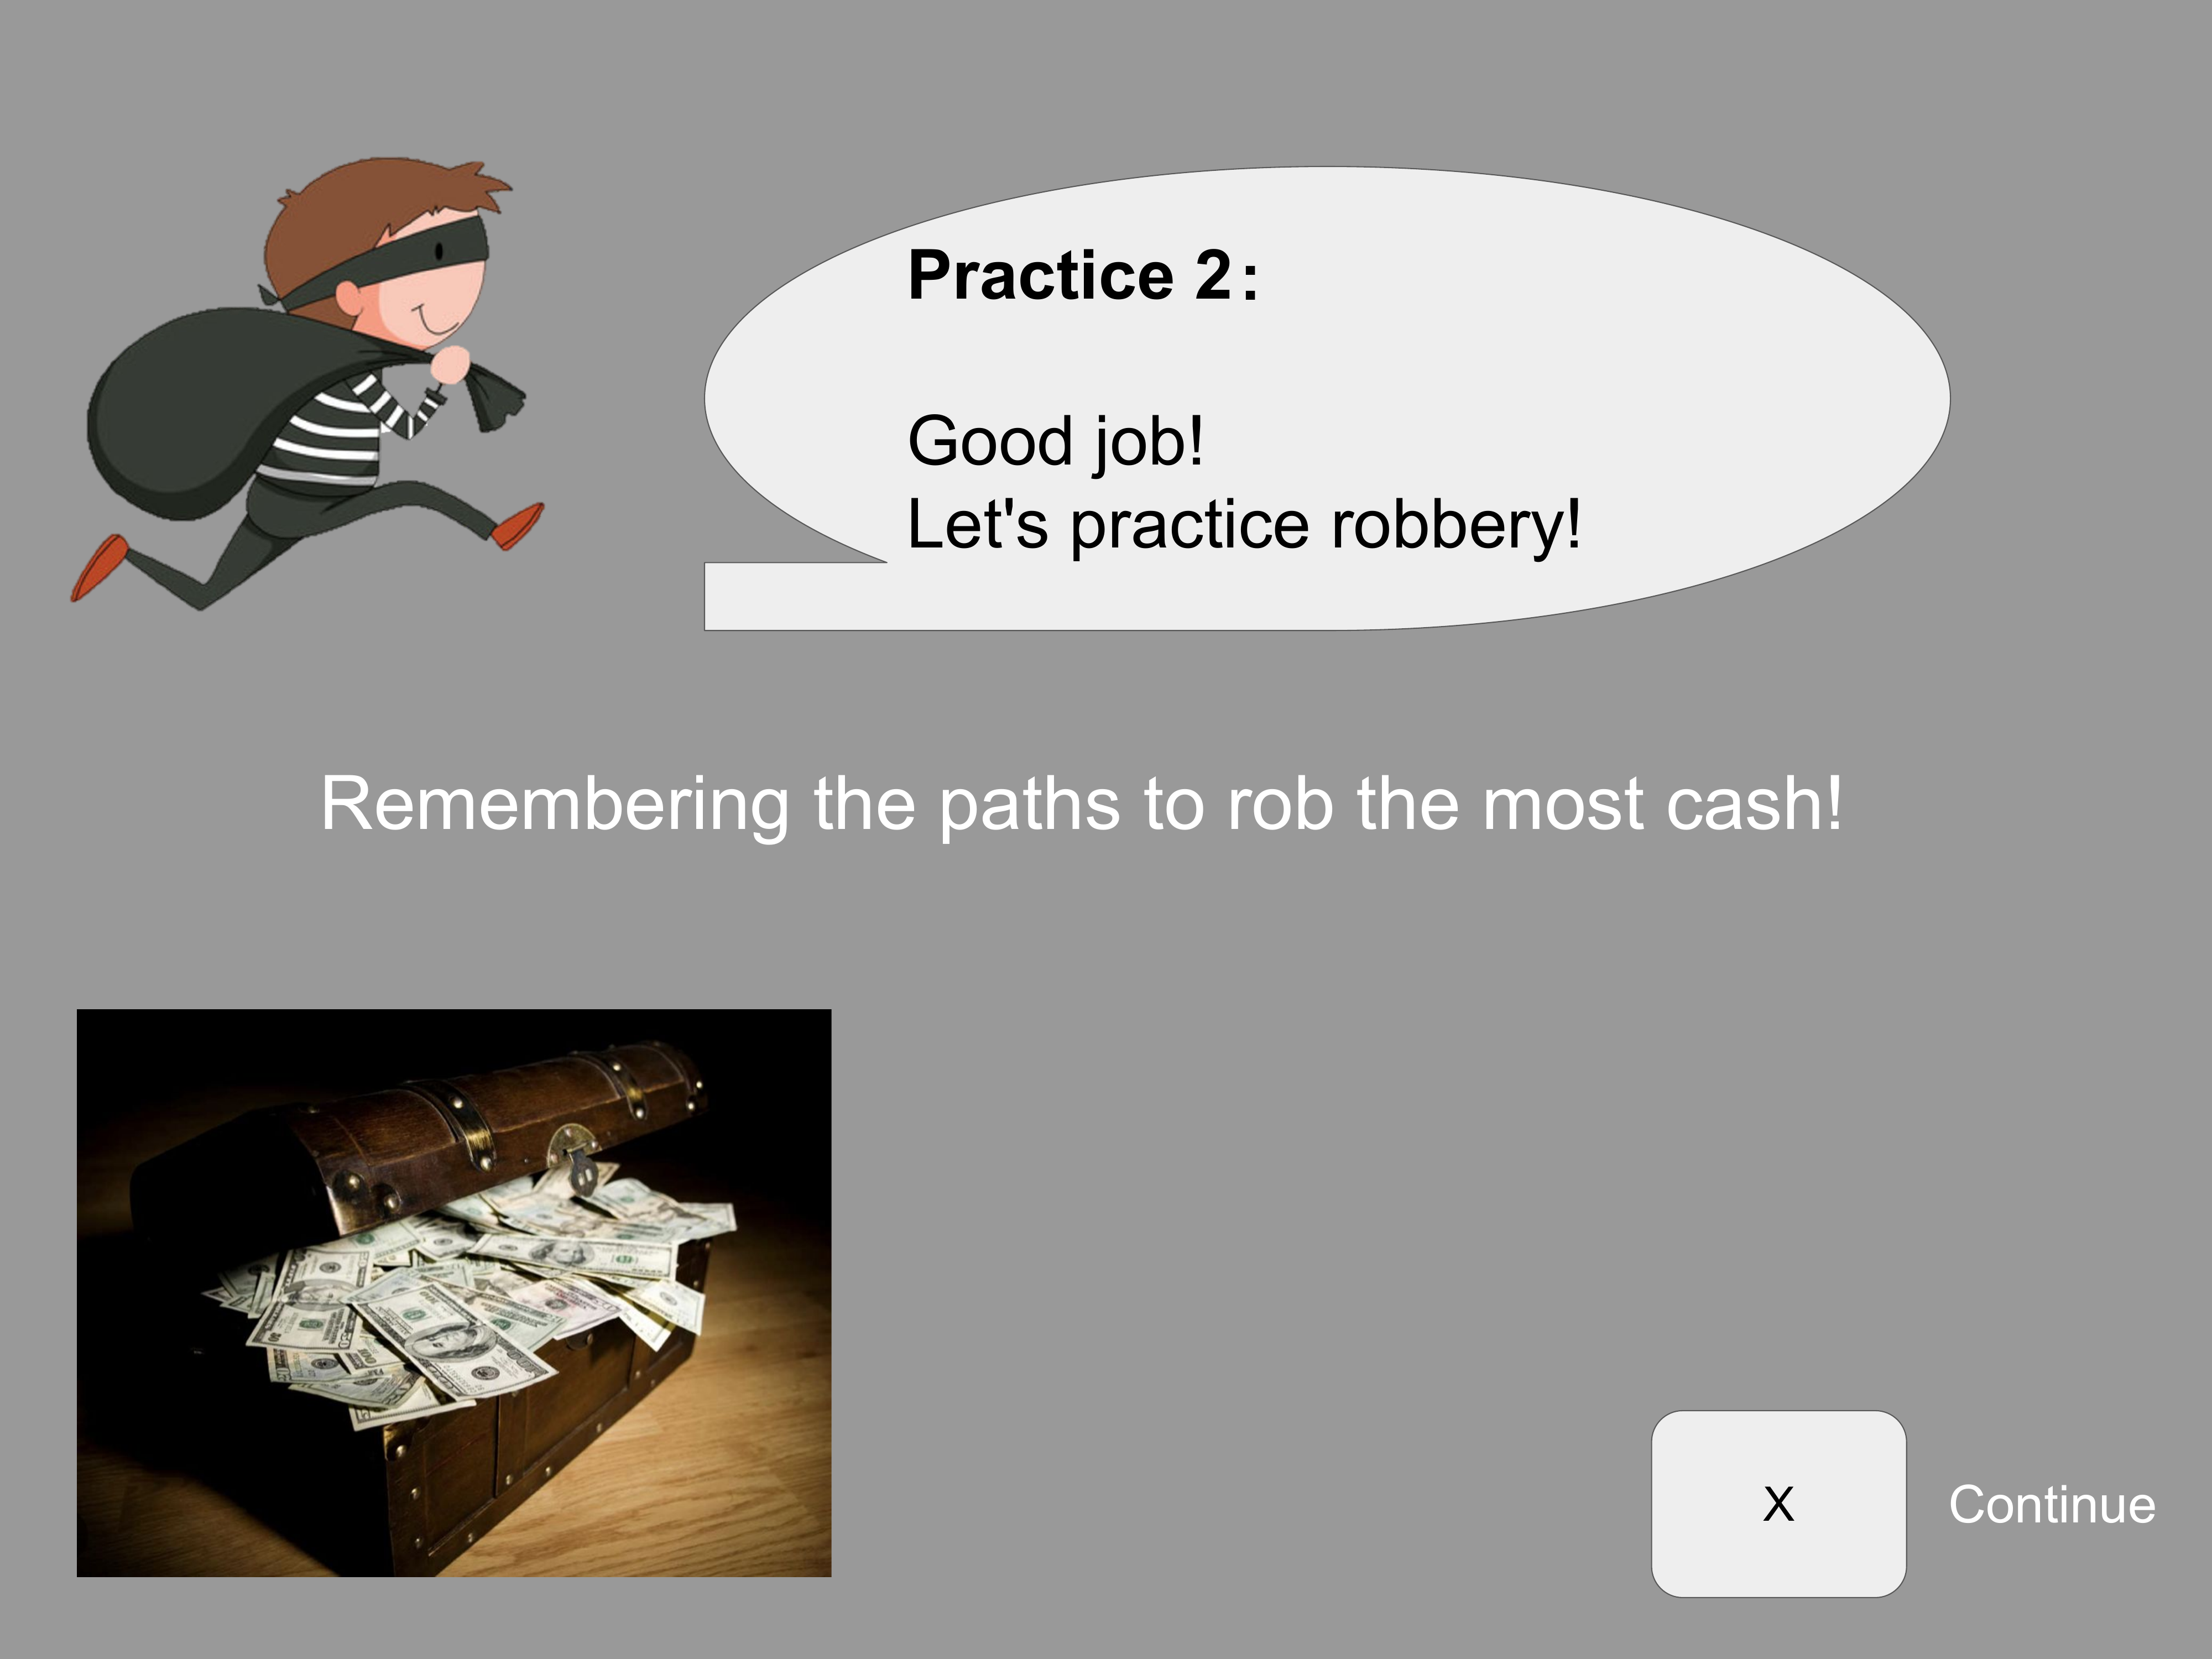 Practice 2:
Good job!
Let's practice robbery!
Remembering the paths to rob the most cash!
X
Continue